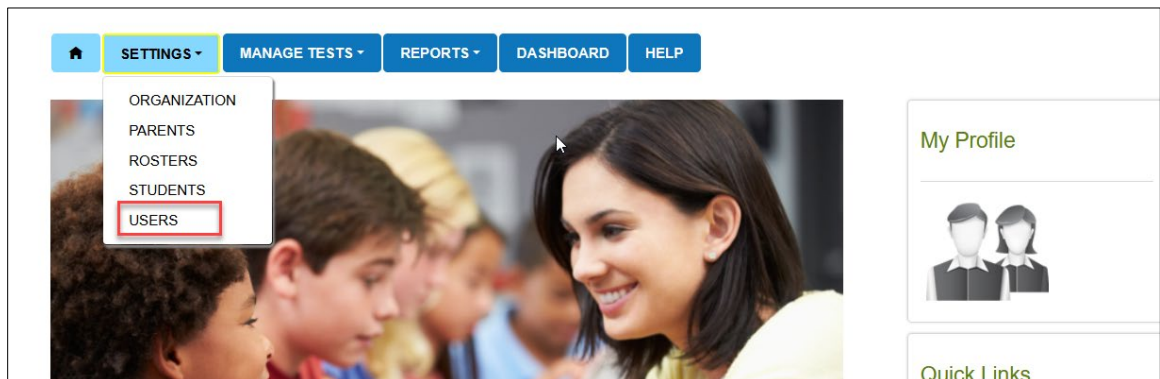 SETTINGS MANAGE TESTS REPORTS DASHBOARD HELP
ORGANIZATION
PARENTS
ROSTERS
STUDENTS
USERS
My Profile
Quick Links